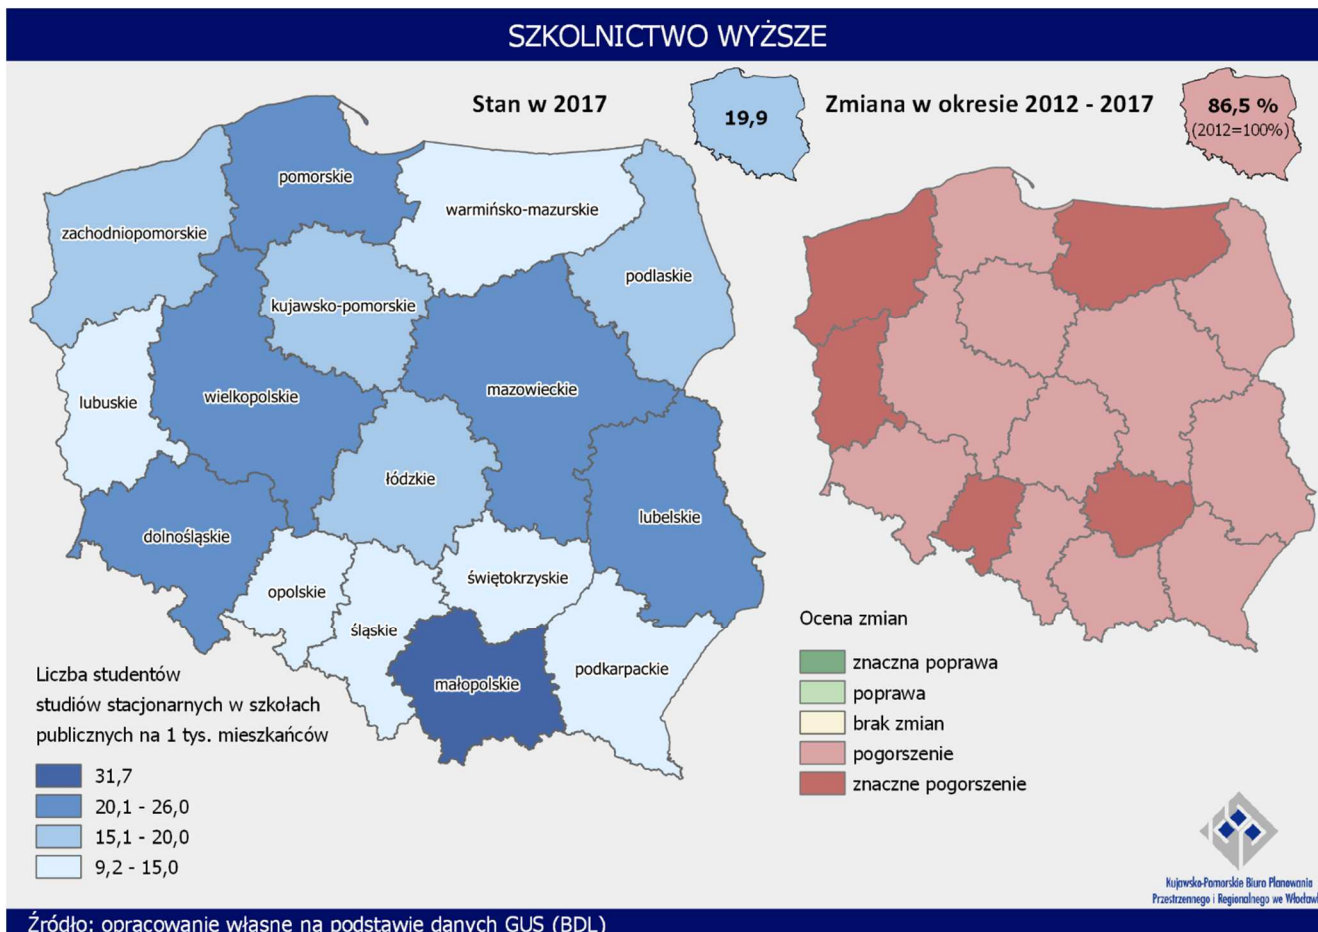 SZKOLNICTWO WYŻSZE
Stan w 2017
19,9
Zmiana w okresie 2012 - 2017
86,5 %
(2012=100%)
pomorskie
warmińsko-mazurskie
zachodniopomorskie
podlaskie
kujawsko-pomorskie
mazowieckie
wielkopolskie
lubuskie
łódzkie
lubelskie
dolnośląskie
świętokrzyskie
opolskie
śląskie
podkarpackie
małopolskie
Liczba studentów
studiów stacjonarnych w szkołach
publicznych na 1 tys. mieszkańców
31,7
20,1 - 26,0
15,1 - 20,0
9,2 - 15,0
Ocena zmian
znaczna poprawa
poprawa
brak zmian
pogorszenie
znaczne pogorszenie
Kujawsko-Pomorskie Biuro Planowania
Przestrzennego i Regionalnego we Włocławk
Źródło: opracowanie własne na podstawie danych GUS (BDL)